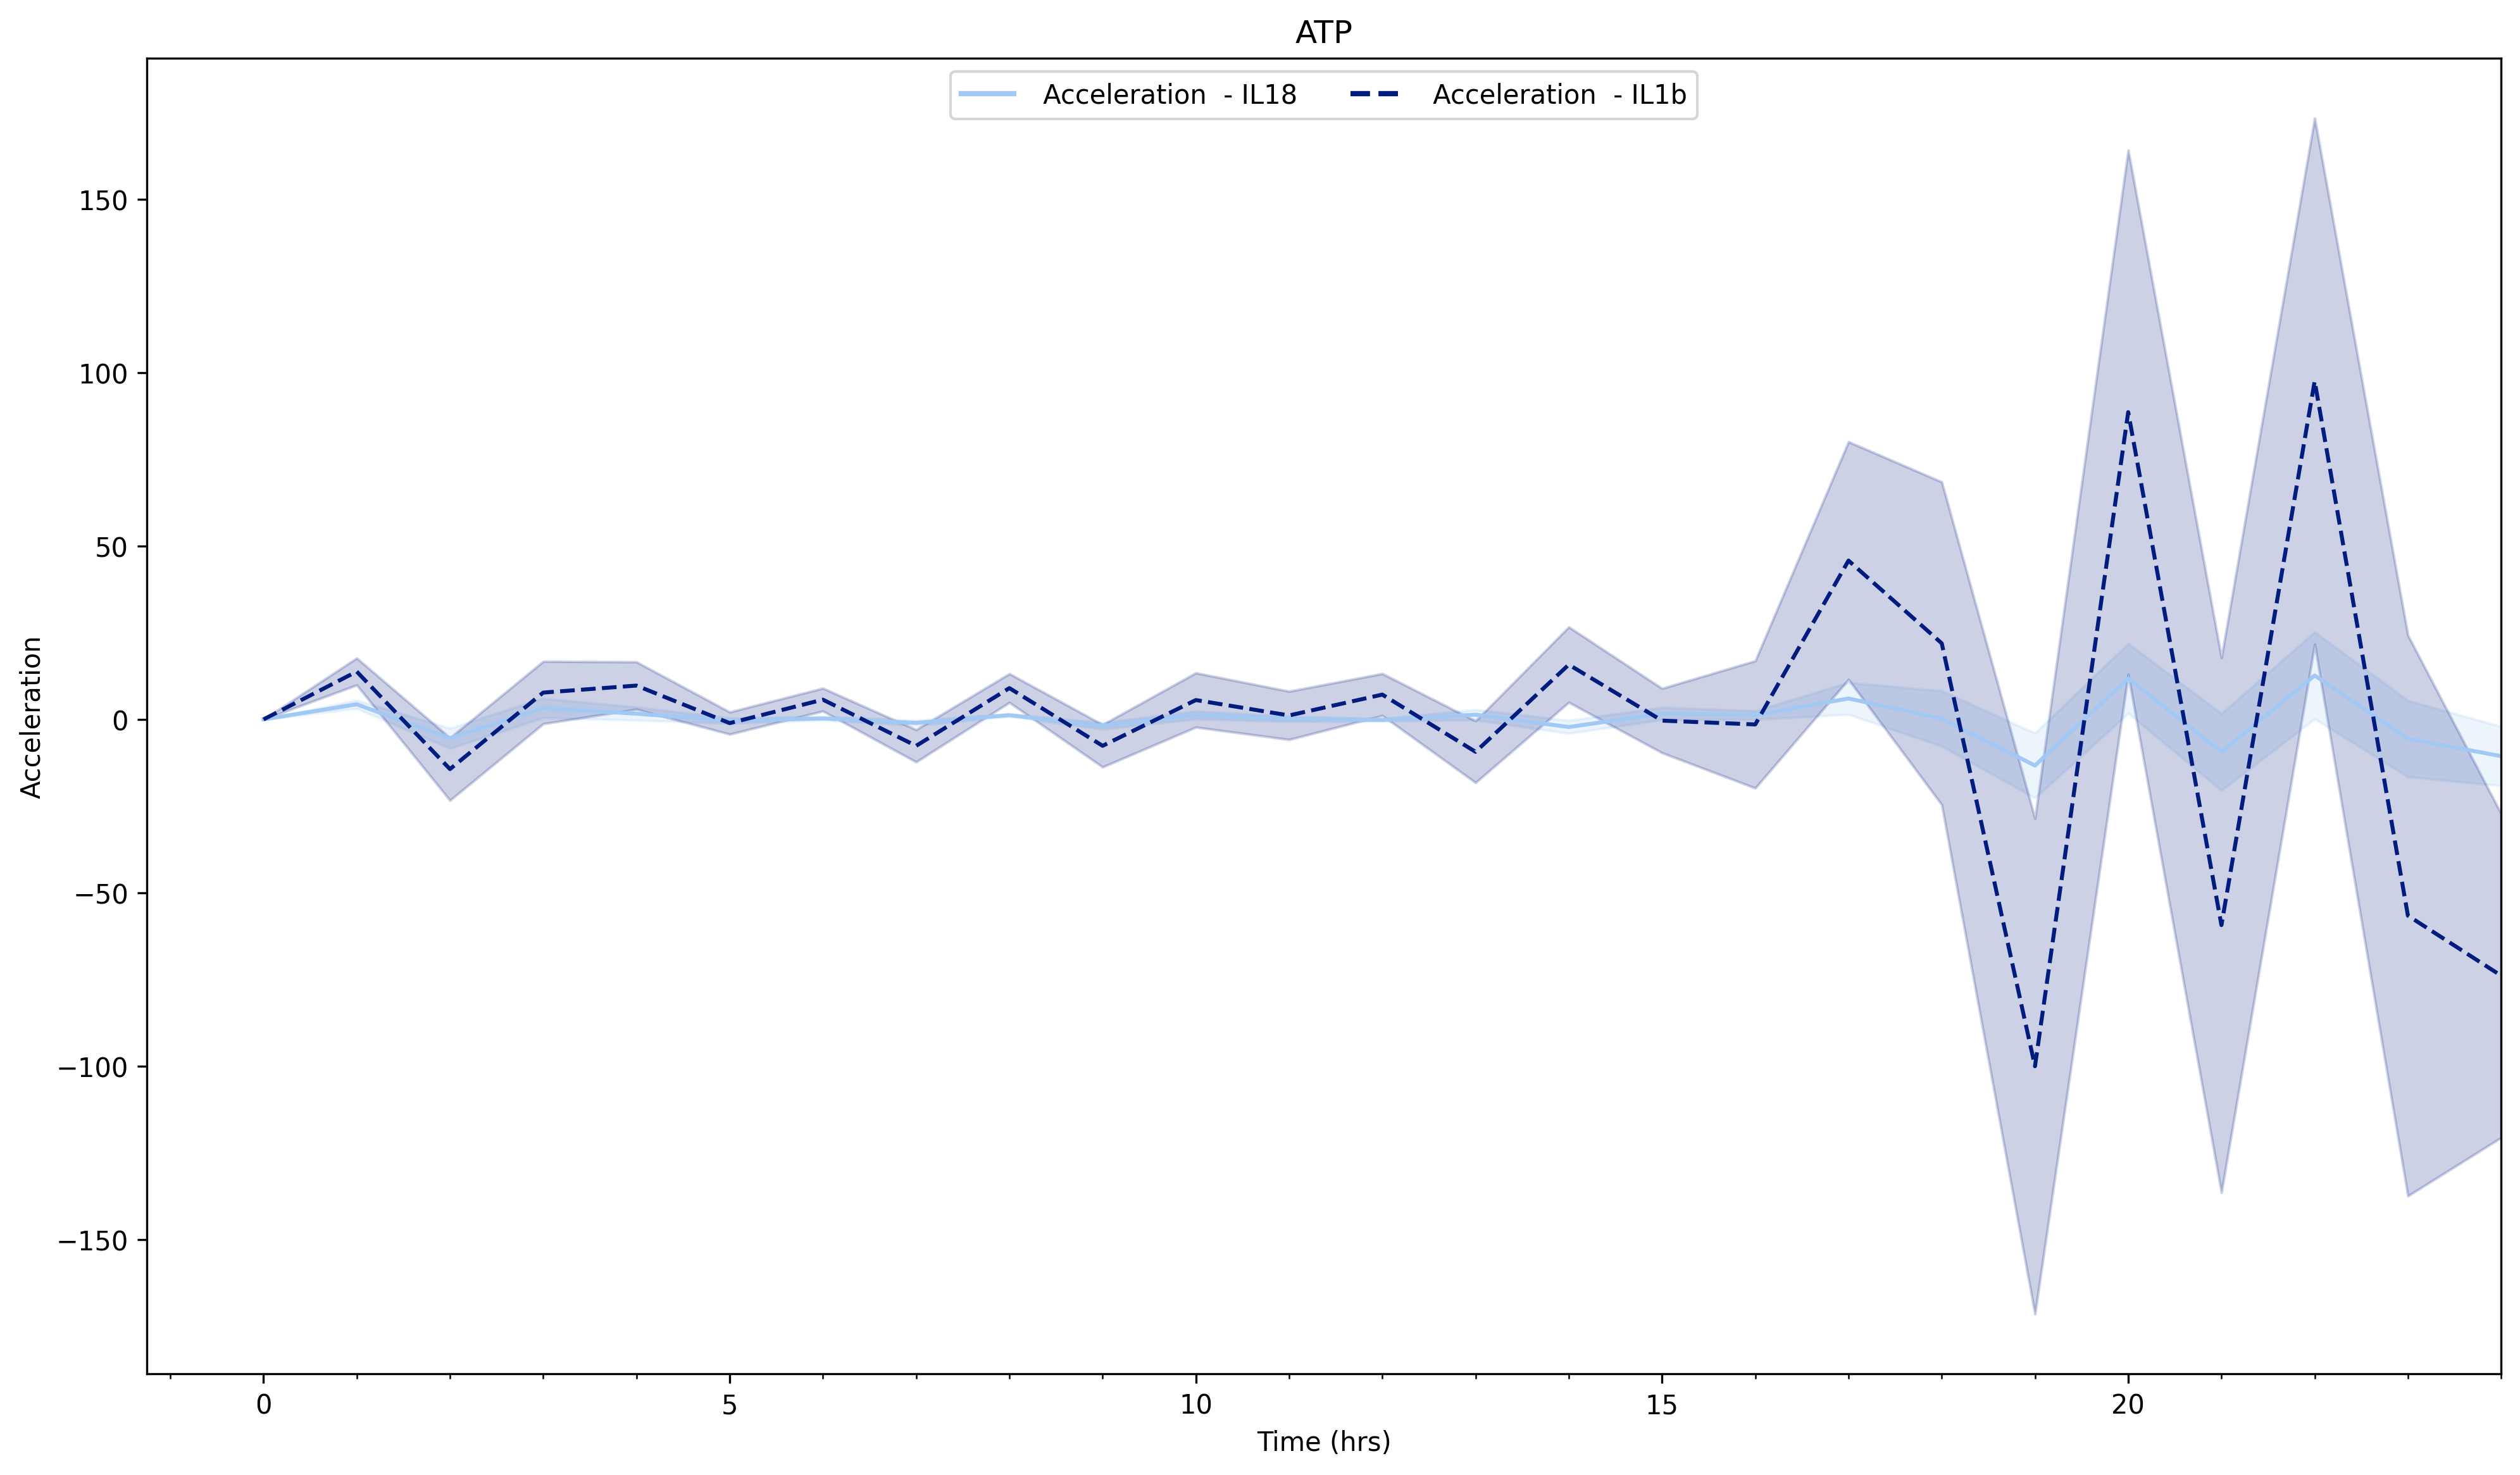 ATP
Acceleration - IL18 Acceleration - IL1b
150
100
50
0
−50
−100
−150
Acceleration
0 5 10 15 20
Time (hrs)